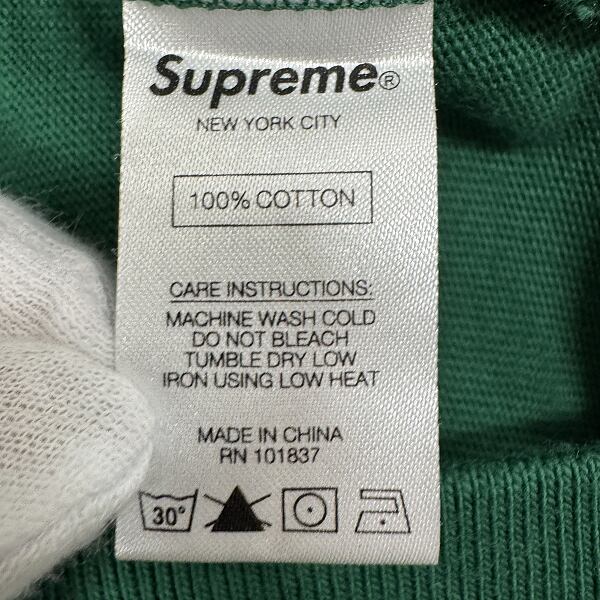 Supreme®
NEW YORK CITY
100% COTTON
CARE INSTRUCTIONS:
MACHINE WASH COLD
DO NOT BLEACH
TUMBLE DRY LOW
IRON USING LOW HEAT
MADE IN CHINA
RN 101837
30°